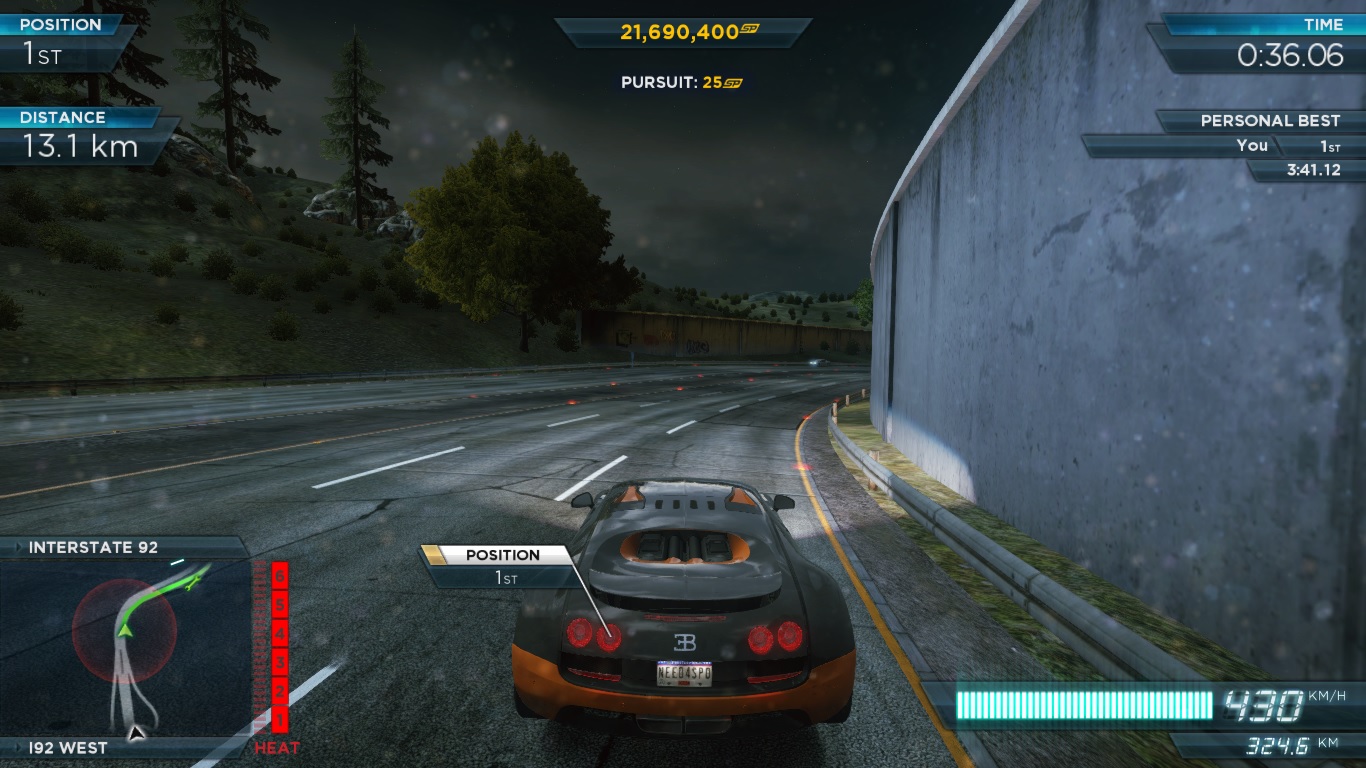 POSITION
1ST
DISTANCE
13.1 km
21,690,400SP
PURSUIT: 25SP
TIME
0:36.06
PERSONAL BEST
You 1ST
3:41.12
POSITION
1ST
NEED4SPD
INTERSTATE 92
6
5
4
3
2
1
HEAT
I92 WEST
430 KM/H
324.6 KM